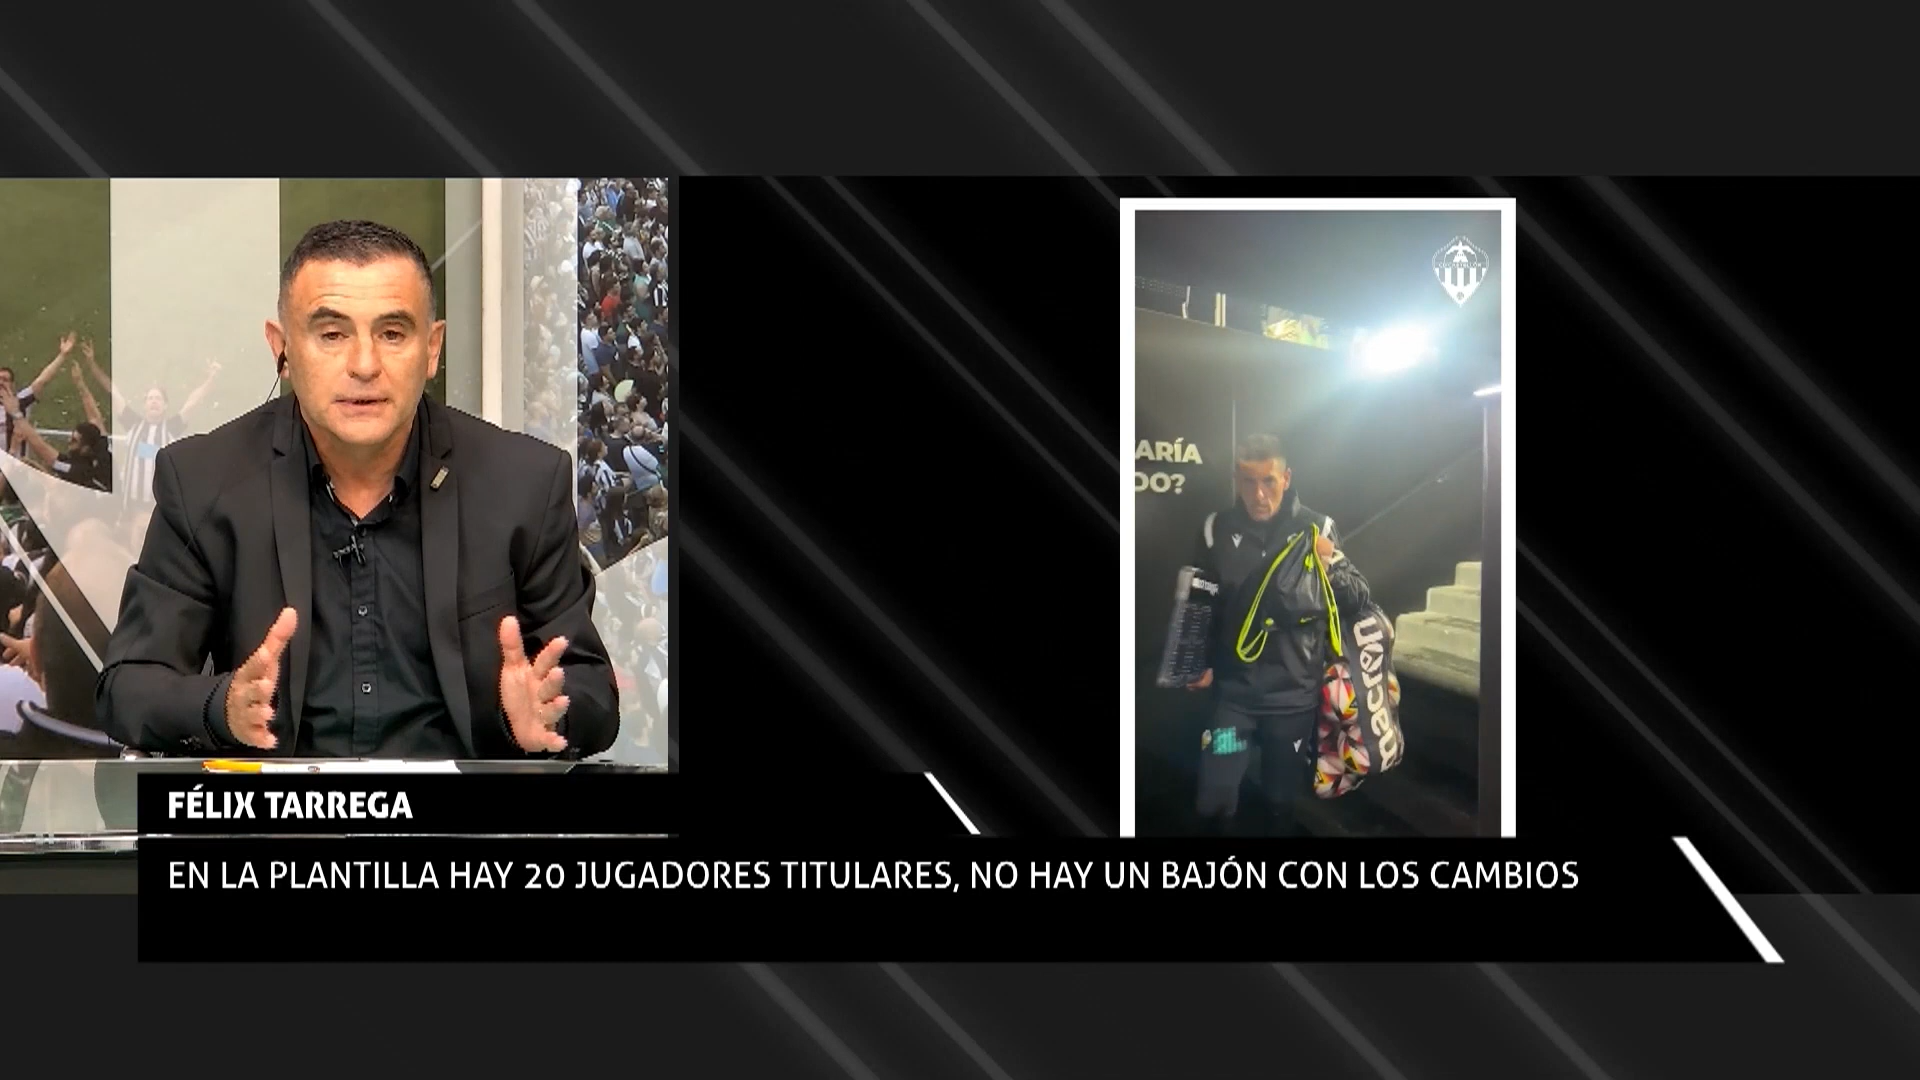 ARÍA
DO?
macron
FÉLIX TARREGA
EN LA PLANTILLA HAY 20 JUGADORES TITULARES, NO HAY UN BAJÓN CON LOS CAMBIOS